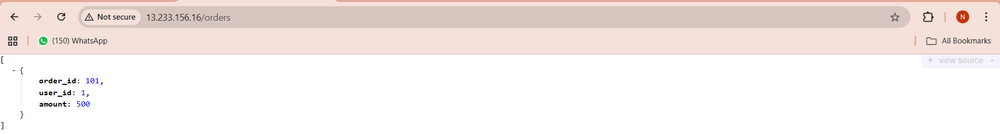 Not secure 13.233.156.16/orders N
(150) WhatsApp All Bookmarks
[
+ view source -
- {
order_id: 101,
user_id: 1,
amount: 500
}
]